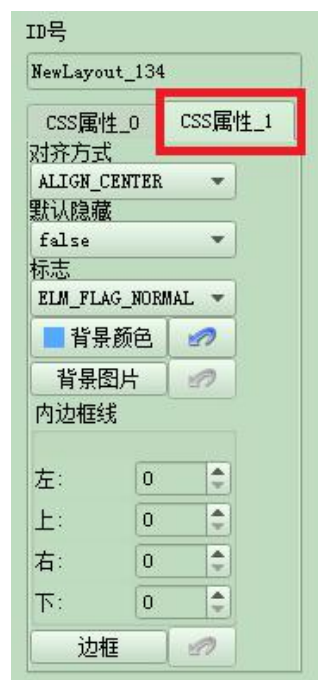 ID号
NewLayout_134
CSS属性_0 CSS属性_1
对齐方式
ALIGN_CENTER
默认隐藏
false
标志
ELM_FLAG_NORMAL
背景颜色
背景图片
内边框线
左: 0
上: 0
右: 0
下: 0
边框